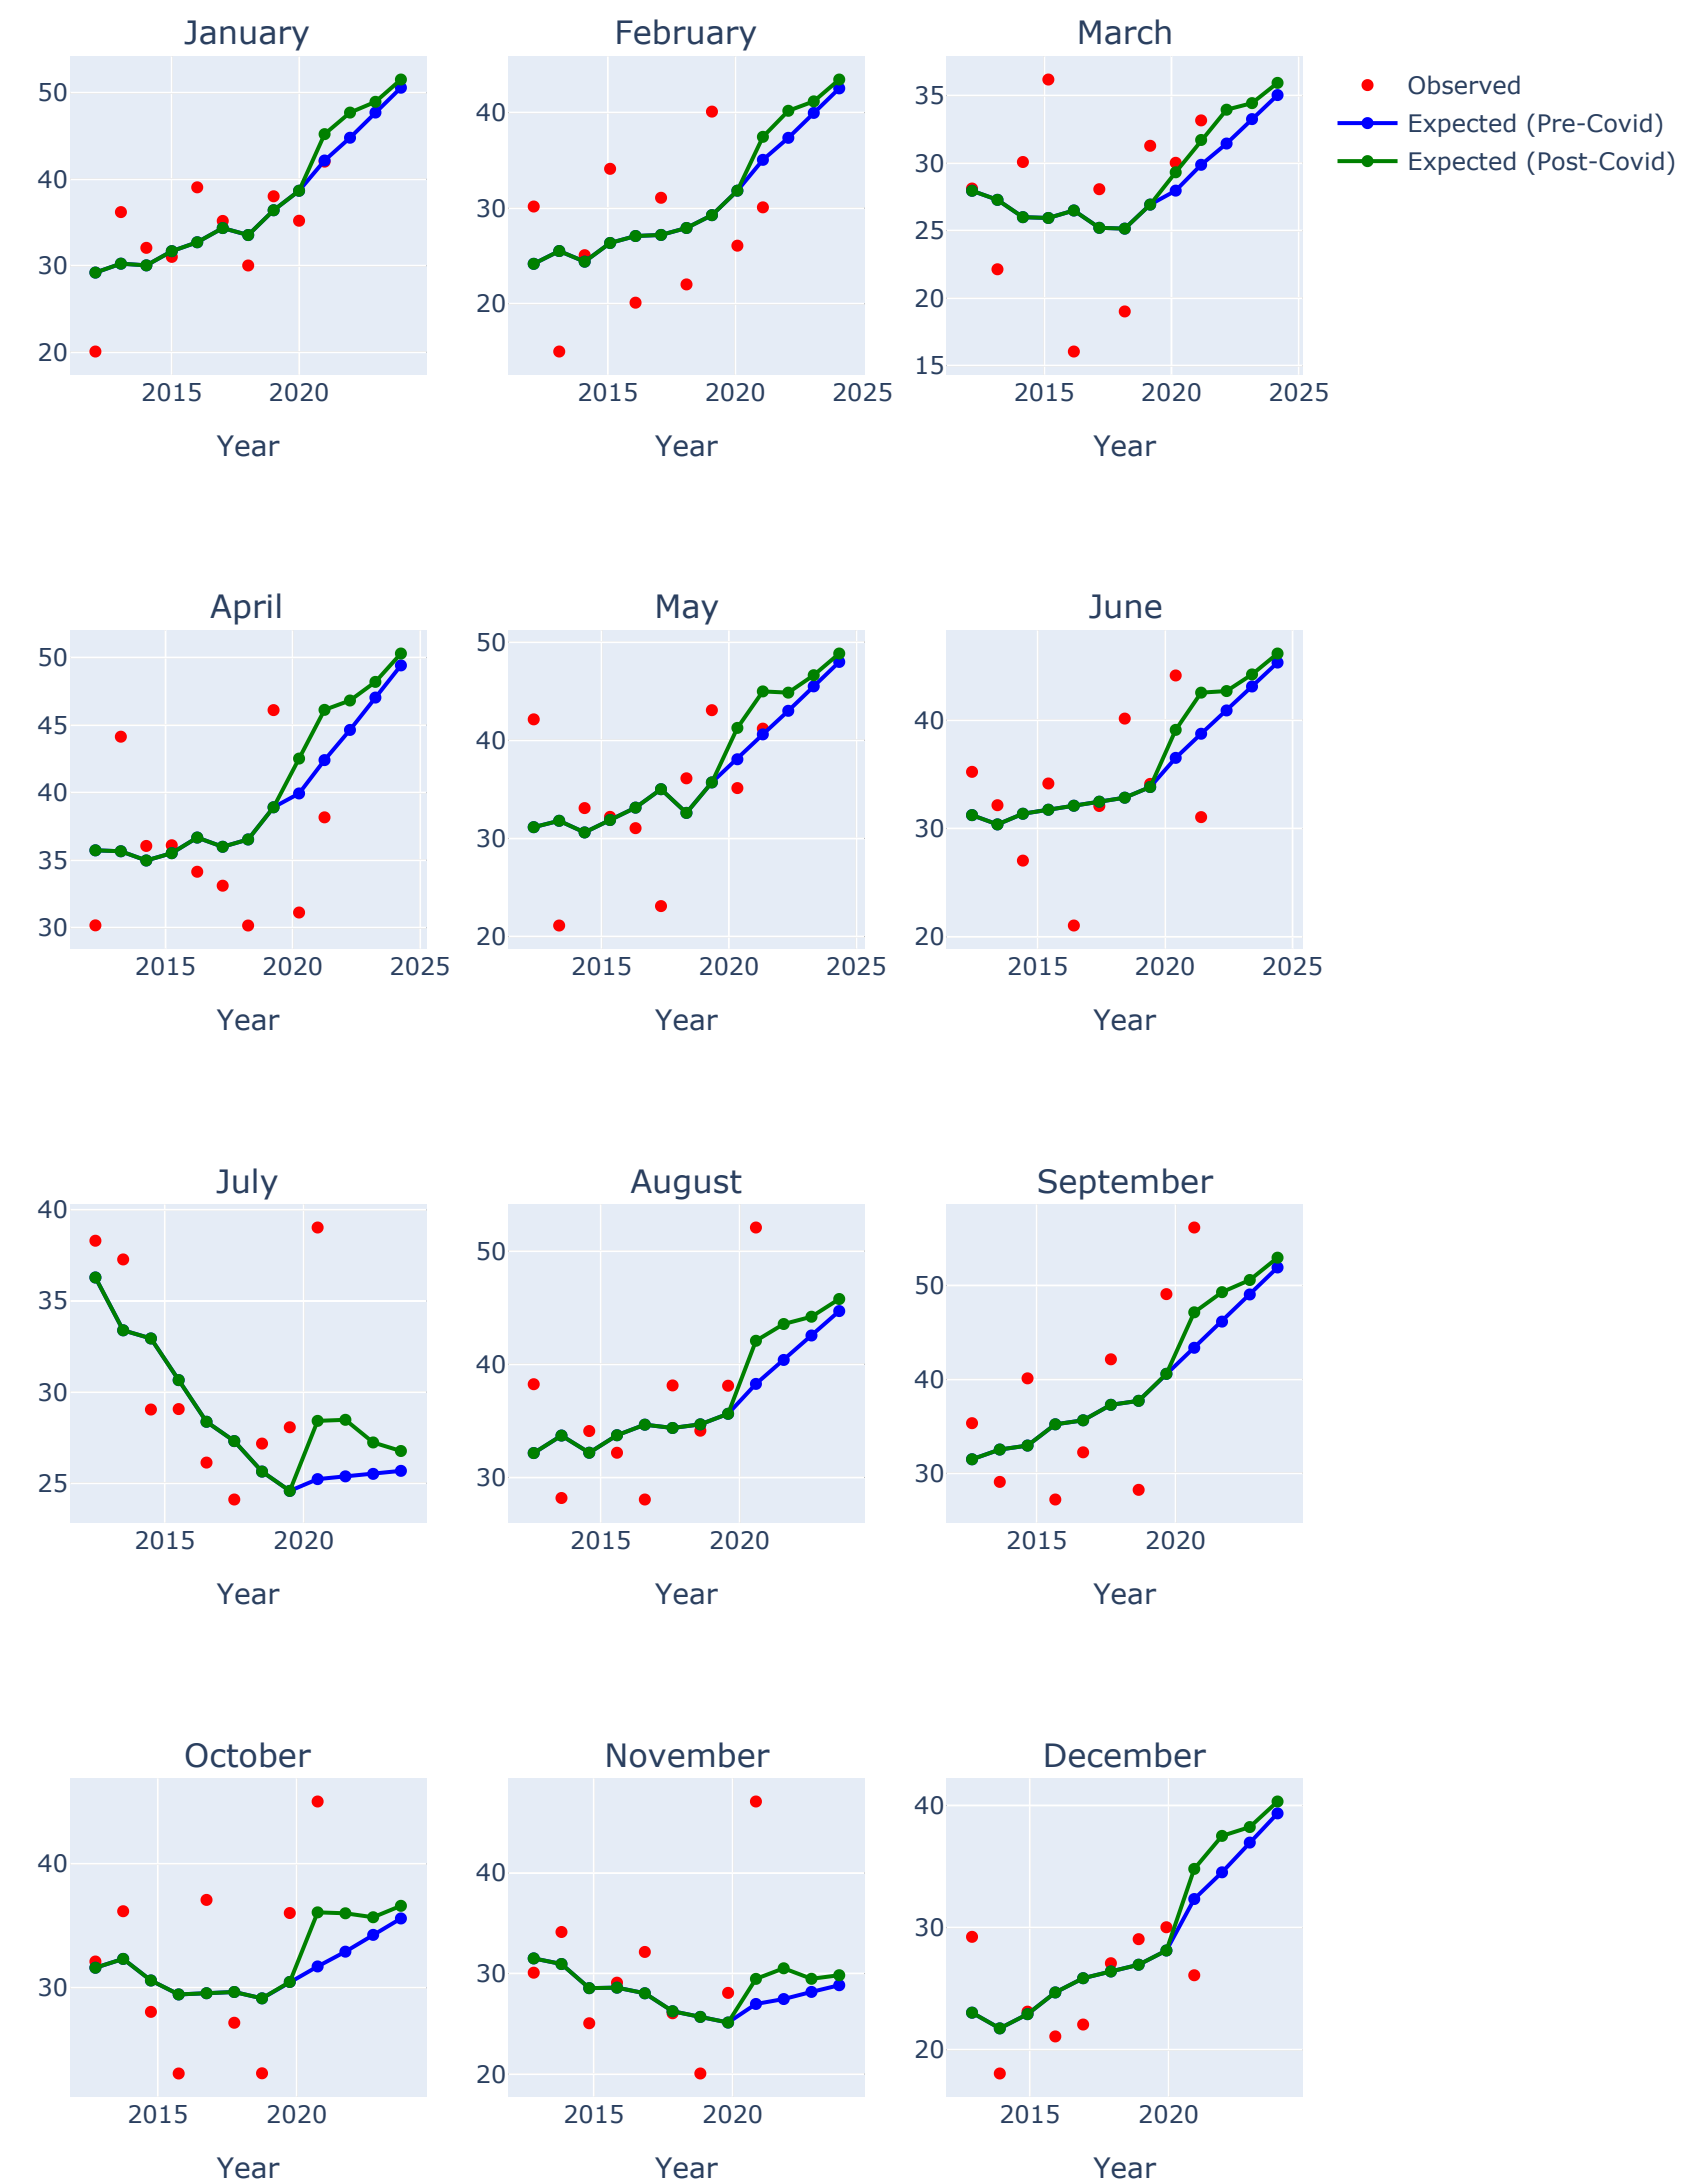 January
February
March
Observed
Expected (Pre-Covid)
Expected (Post-Covid)
50
40
30
20
2015
2020
Year
40
30
20
2015
2020
2025
Year
35
30
25
20
15
2015
2020
2025
Year
April
May
June
50
45
40
35
30
2015
2020
2025
Year
50
40
30
20
2015
2020
2025
Year
40
30
20
2015
2020
2025
Year
July
August
September
40
35
30
25
2015
2020
Year
50
40
30
2015
2020
Year
50
40
30
2015
2020
Year
October
November
December
40
30
2015
2020
Year
40
30
20
2015
2020
Year
40
30
20
2015
2020
Year